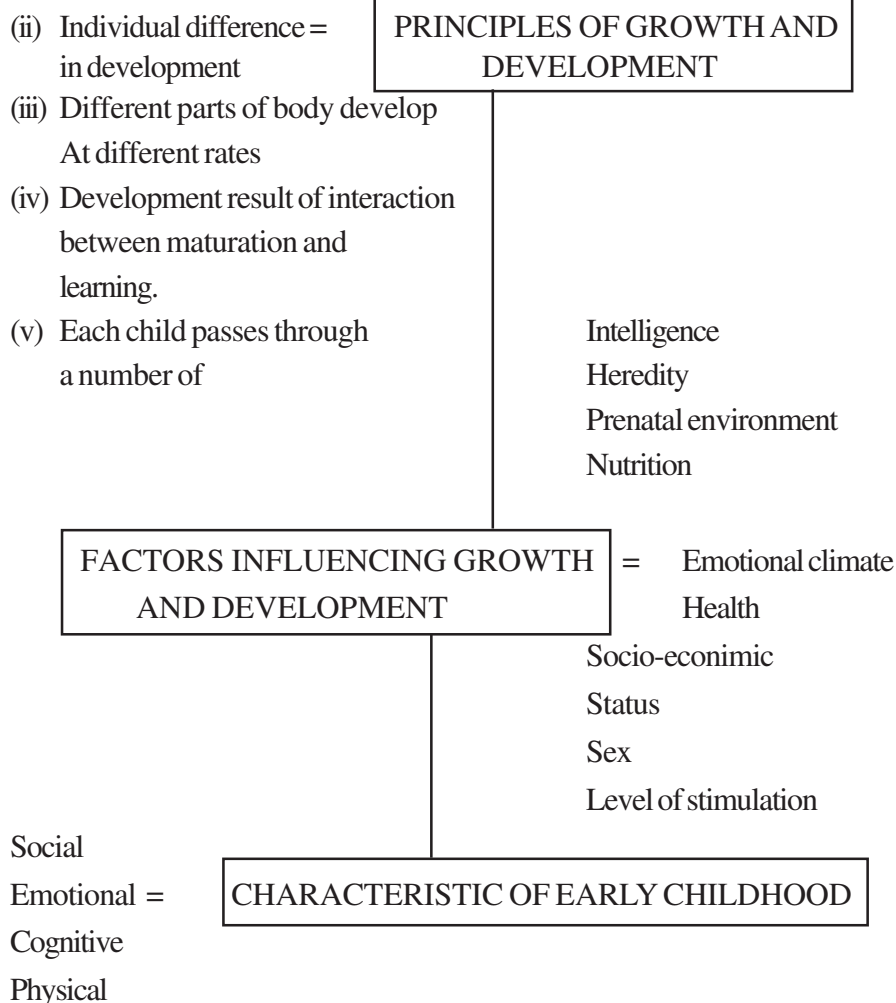 (ii) Individual difference =
in development
PRINCIPLES OF GROWTH AND
DEVELOPMENT
(iii) Different parts of body develop
At different rates
(iv) Development result of interaction
between maturation and
learning.
(v) Each child passes through
a number of
Intelligence
Heredity
Prenatal environment
Nutrition
FACTORS INFLUENCING GROWTH
AND DEVELOPMENT
= Emotional climate
Health
Socio-econimic
Status
Sex
Level of stimulation
Social
Emotional =
Cognitive
Physical
CHARACTERISTIC OF EARLY CHILDHOOD